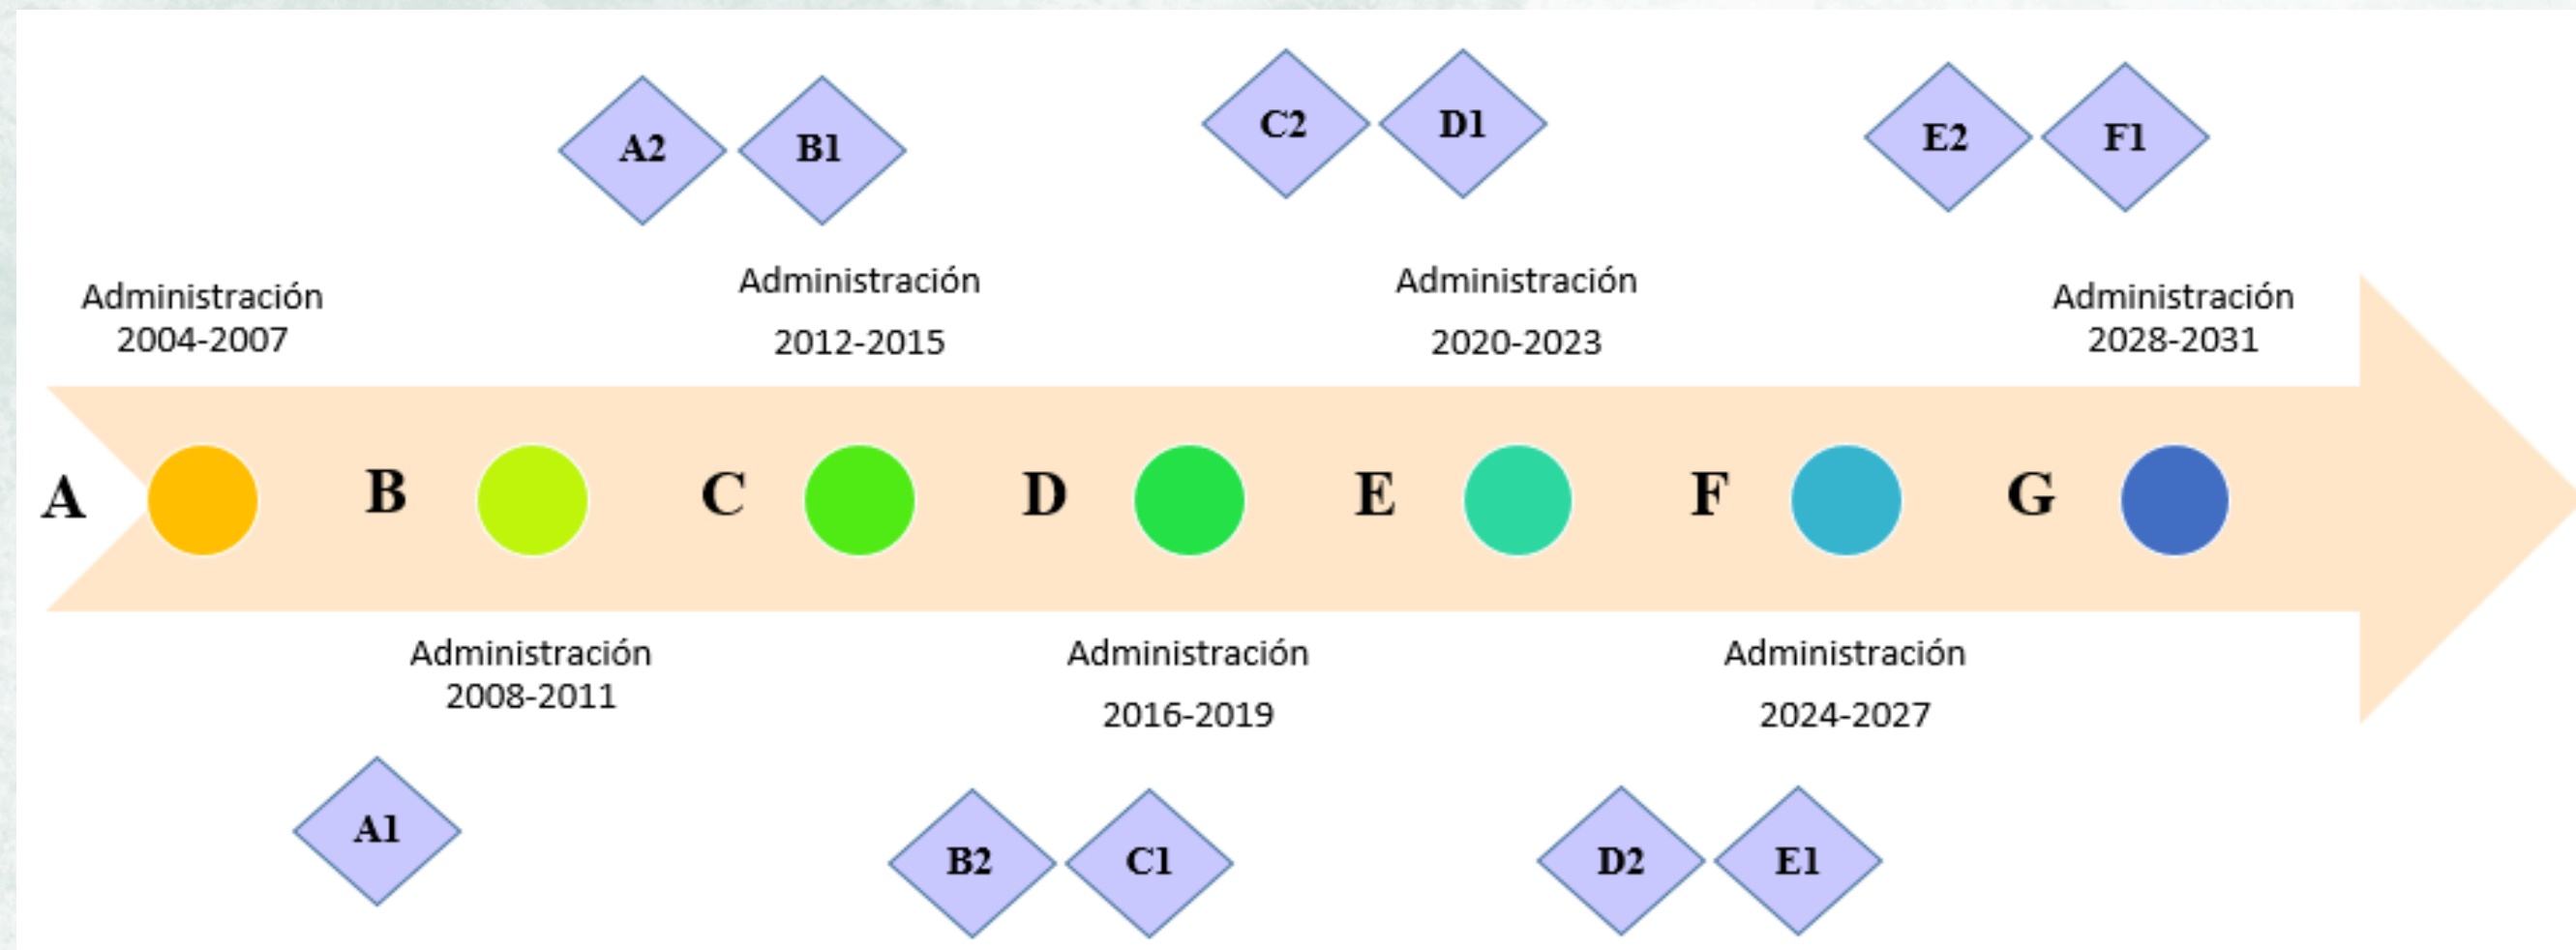 A2
B1
C2
D1
E2
F1
Administración
2004-2007
Administración
2012-2015
Administración
2020-2023
Administración
2028-2031
A
B
C
D
E
F
G
Administración
2008-2011
Administración
2016-2019
Administración
2024-2027
A1
B2
C1
D2
E1